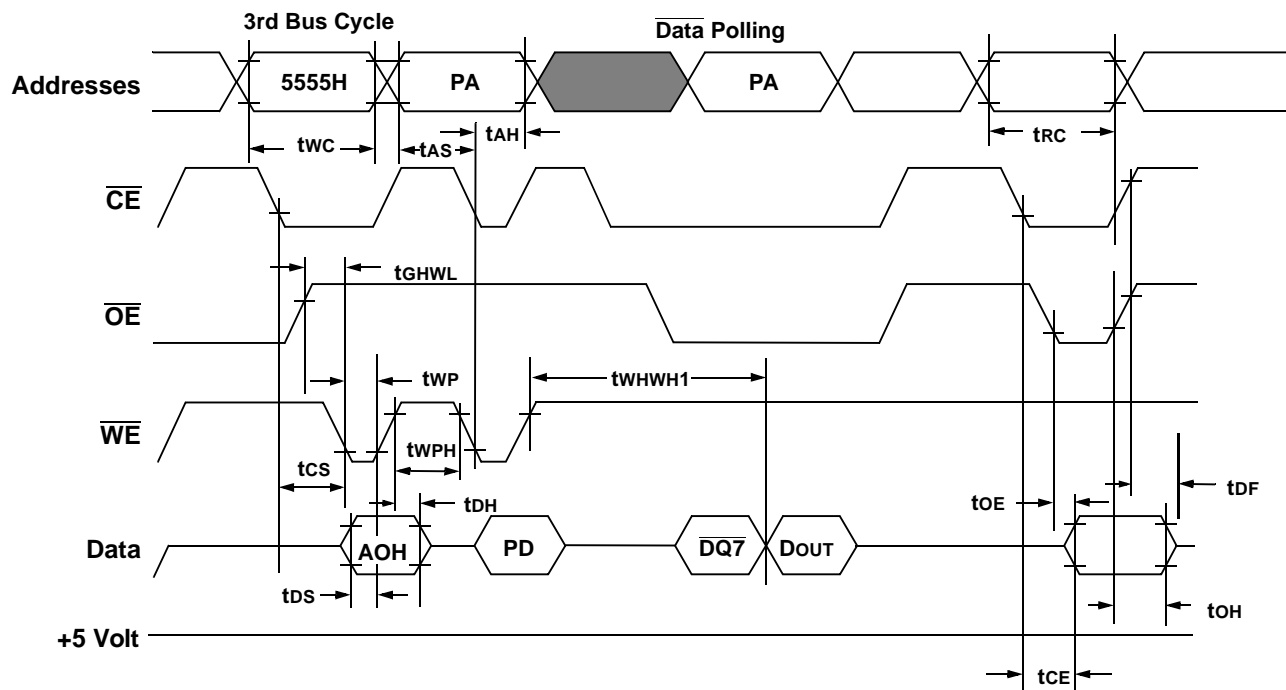 3rd Bus Cycle
Data Polling
Addresses
5555H
PA
PA
tWC
tAS
tAH
tRC
CE
tGHWL
OE
tWP
tWHWH1
WE
tWPH
tCS
tDH
tOE
tDF
Data
AOH
PD
DQ7
DOUT
tDS
tOH
+5 Volt
tCE